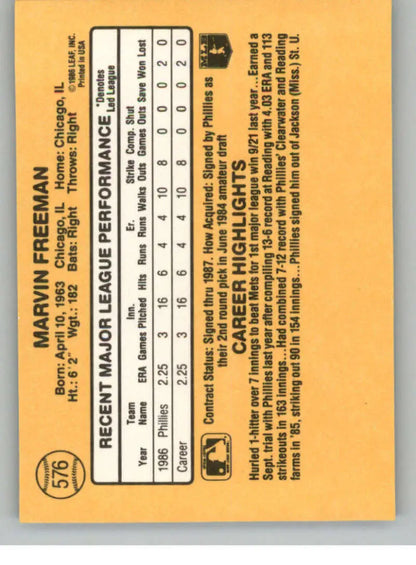 576
MARVIN FREEMAN
©1986 LEAF, INC.
Printed in USA
Born: April 10, 1963 Chicago, IL Home: Chicago, IL
Ht.: 6' 2" Wgt.: 182 Bats: Right Throws: Right
RECENT MAJOR LEAGUE PERFORMANCE *Denotes Led League
Year Team Name ERA Games Inn. Pitched Hits Runs Er. Runs Walks Strike Outs Comp. Games Shut Outs Save Won Lost
1986 Phillies 2.25 3 16 6 4 4 10 8 0 0 0 2 0
Career 2.25 3 16 6 4 4 10 8 0 0 0 2 0
Contract Status: Signed thru 1987. How Acquired: Signed by Phillies as
their 2nd round pick in June 1984 amateur draft
CAREER HIGHLIGHTS
Hurled 1-hitter over 7 innings to beat Mets for 1st major league win 9/21 last year...Earned a
Sept. trial with Phillies last year after compiling 13-6 record at Reading with 4.03 ERA and 113
strikeouts in 163 innings...Had combined 7-12 record with Phillies' Clearwater and Reading
farms in '85, striking out 90 in 154 innings...Phillies signed him out of Jackson (Miss.) St. U.